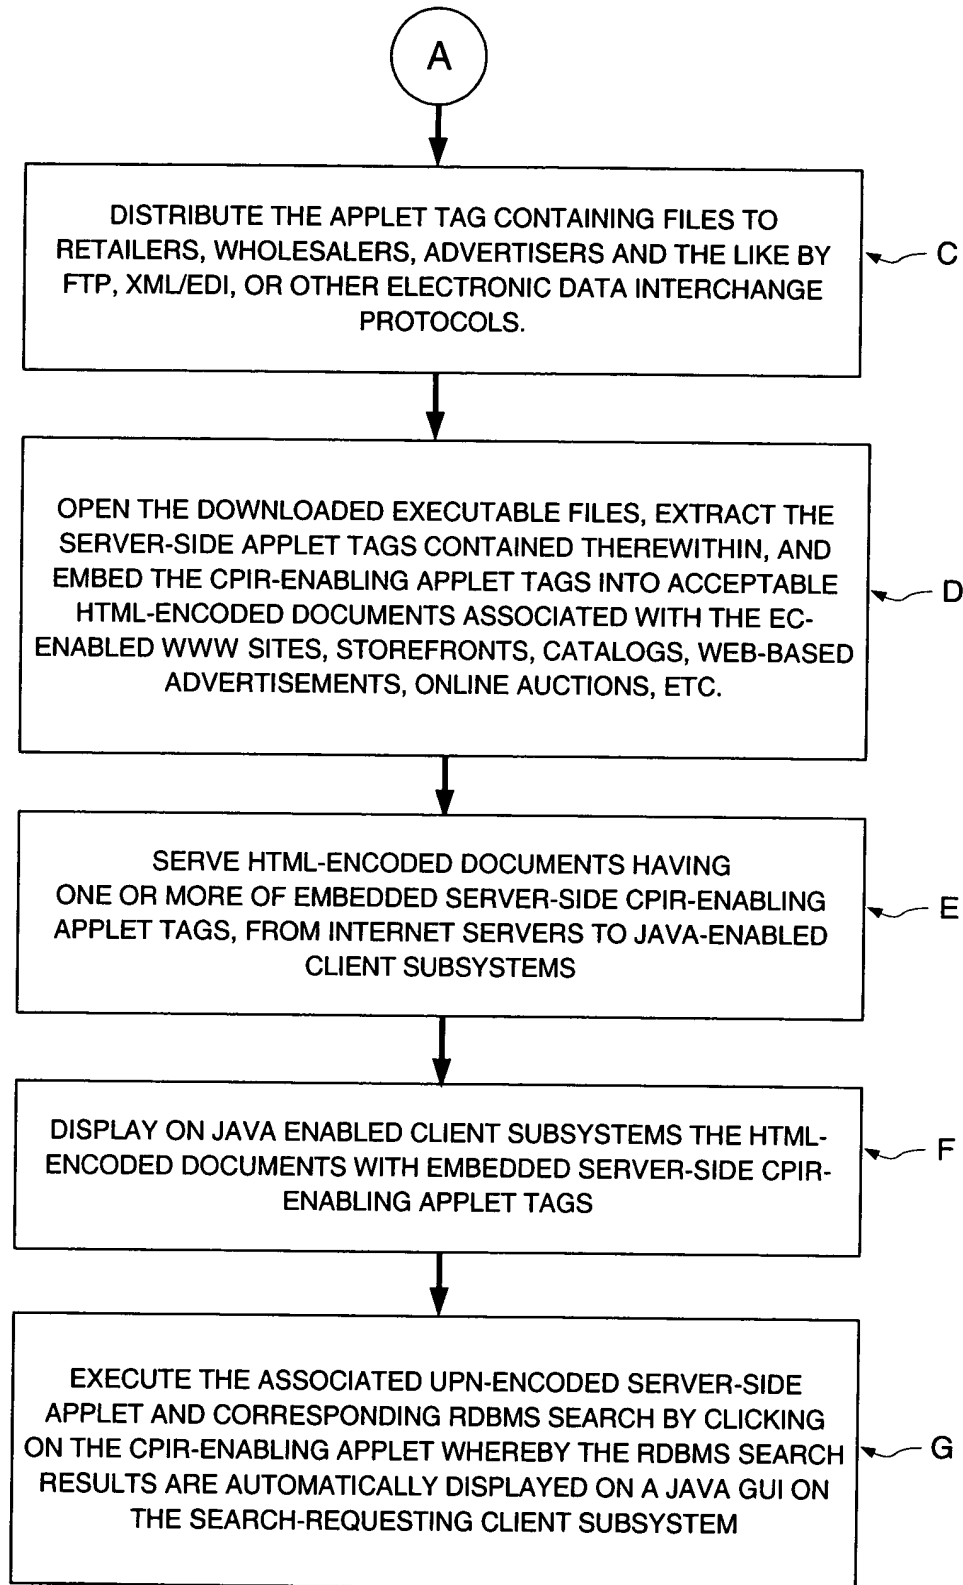 A
DISTRIBUTE THE APPLET TAG CONTAINING FILES TO
RETAILERS, WHOLESALERS, ADVERTISERS AND THE LIKE BY
FTP, XML/EDI, OR OTHER ELECTRONIC DATA INTERCHANGE
PROTOCOLS.
C
OPEN THE DOWNLOADED EXECUTABLE FILES, EXTRACT THE
SERVER-SIDE APPLET TAGS CONTAINED THEREWITHIN, AND
EMBED THE CPIR-ENABLING APPLET TAGS INTO ACCEPTABLE
HTML-ENCODED DOCUMENTS ASSOCIATED WITH THE EC-
ENABLED WWW SITES, STOREFRONTS, CATALOGS, WEB-BASED
ADVERTISEMENTS, ONLINE AUCTIONS, ETC.
D
SERVE HTML-ENCODED DOCUMENTS HAVING
ONE OR MORE OF EMBEDDED SERVER-SIDE CPIR-ENABLING
APPLET TAGS, FROM INTERNET SERVERS TO JAVA-ENABLED
CLIENT SUBSYSTEMS
E
DISPLAY ON JAVA ENABLED CLIENT SUBSYSTEMS THE HTML-
ENCODED DOCUMENTS WITH EMBEDDED SERVER-SIDE CPIR-
ENABLING APPLET TAGS
F
EXECUTE THE ASSOCIATED UPN-ENCODED SERVER-SIDE
APPLET AND CORRESPONDING RDBMS SEARCH BY CLICKING
ON THE CPIR-ENABLING APPLET WHEREBY THE RDBMS SEARCH
RESULTS ARE AUTOMATICALLY DISPLAYED ON A JAVA GUI ON
THE SEARCH-REQUESTING CLIENT SUBSYSTEM
G